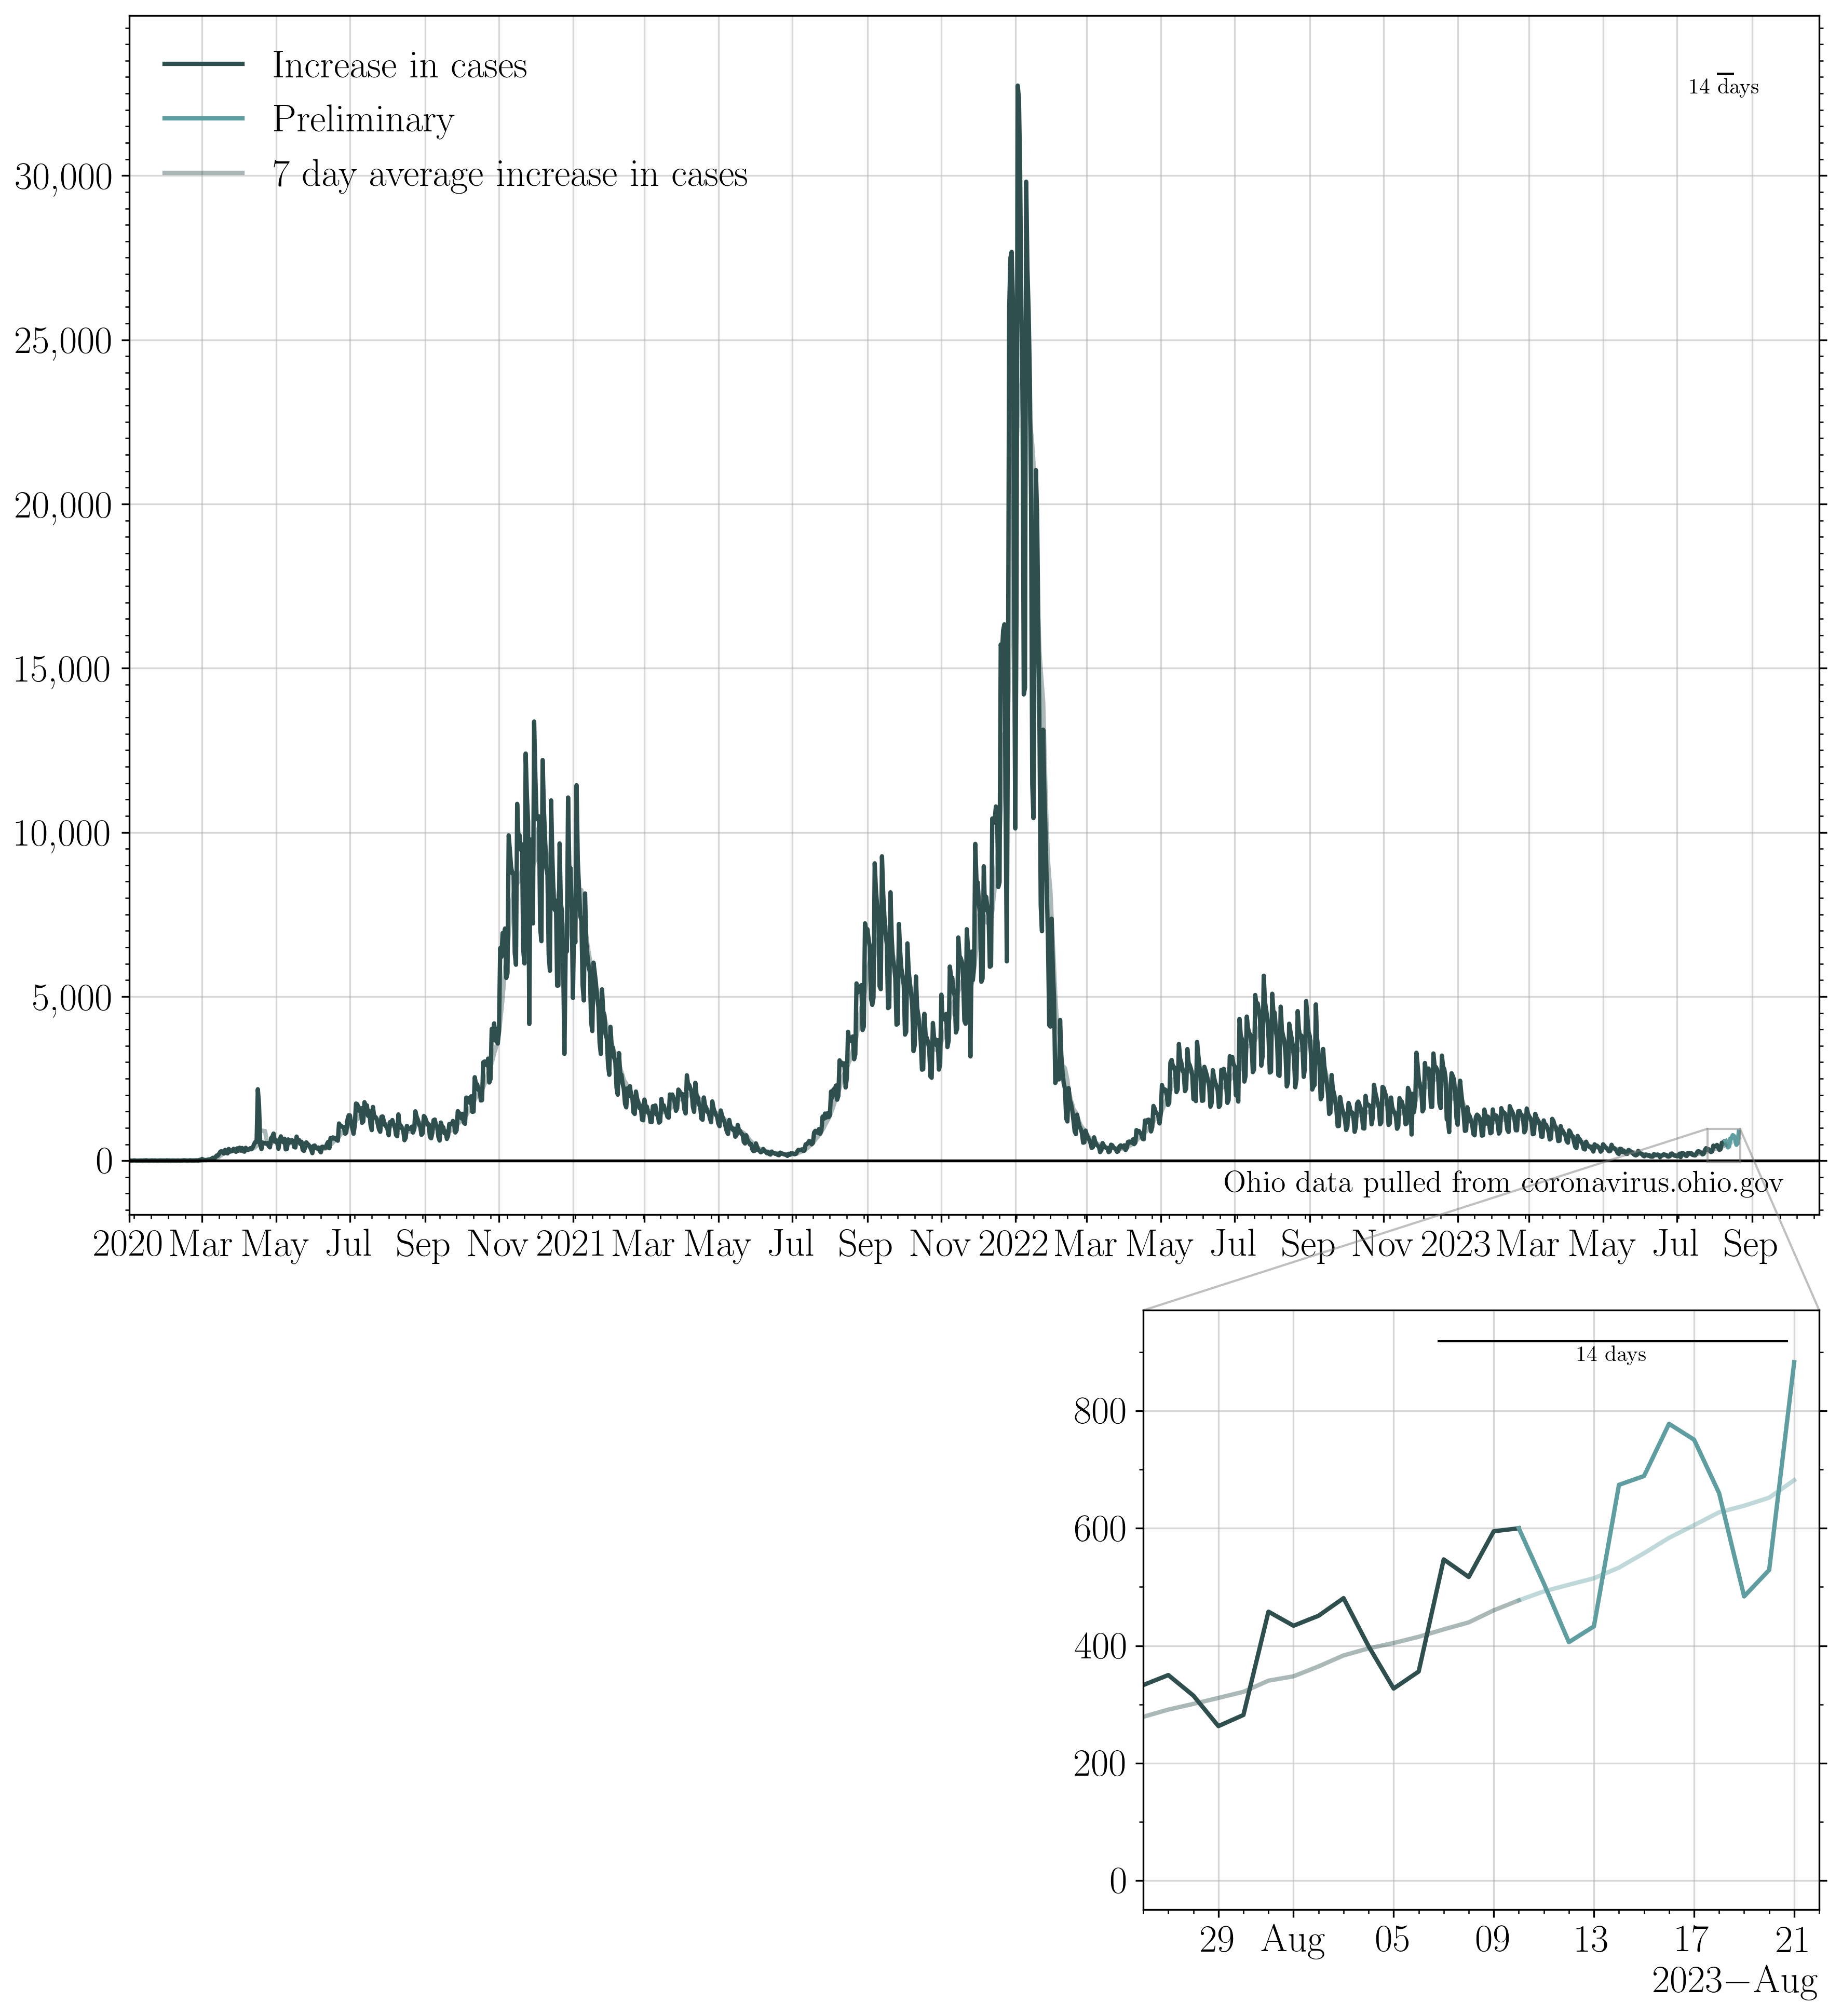 Increase in cases
Preliminary
7 day average increase in cases
14 days
30,000
25,000
20,000
15,000
10,000
5,000
0
Ohio data pulled from coronavirus.ohio.gov
2020 Mar May Jul Sep Nov 2021 Mar May Jul Sep Nov 2022 Mar May Jul Sep Nov 2023 Mar May Jul Sep
14 days
800
600
400
200
0
29 Aug 05 09 13 17 21
2023−Aug